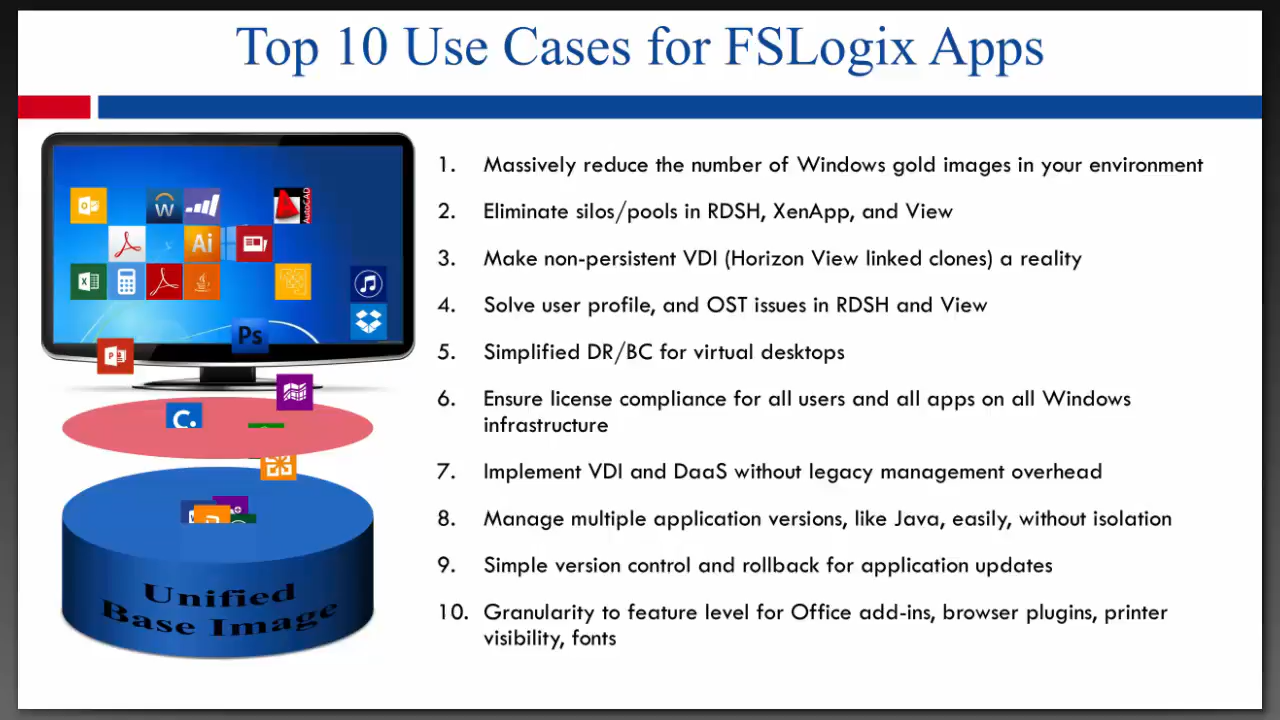 Top 10 Use Cases for FSLogix Apps
1. Massively reduce the number of Windows gold images in your environment
2. Eliminate silos/pools in RDSH, XenApp, and View
3. Make non-persistent VDI (Horizon View linked clones) a reality
4. Solve user profile, and OST issues in RDSH and View
5. Simplified DR/BC for virtual desktops
6. Ensure license compliance for all users and all apps on all Windows
infrastructure
7. Implement VDI and DaaS without legacy management overhead
8. Manage multiple application versions, like Java, easily, without isolation
9. Simple version control and rollback for application updates
10. Granularity to feature level for Office add-ins, browser plugins, printer
visibility, fonts
W
AutoCAD
Ai
Ps
C.
Unified
Base Image